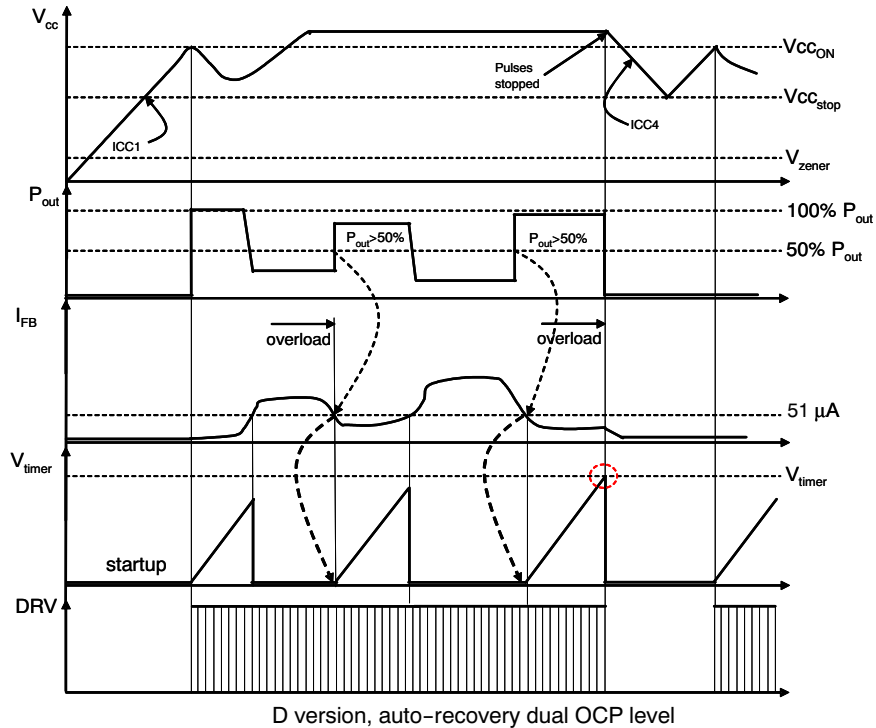 Vcc
VccON
Pulses
stopped
Vccstop
ICC1
ICC4
Vzener
Pout
100% Pout
Pout>50%
Pout>50%
50% Pout
IFB
overload
overload
51 µA
Vtimer
Vtimer
startup
DRV
D version, auto-recovery dual OCP level